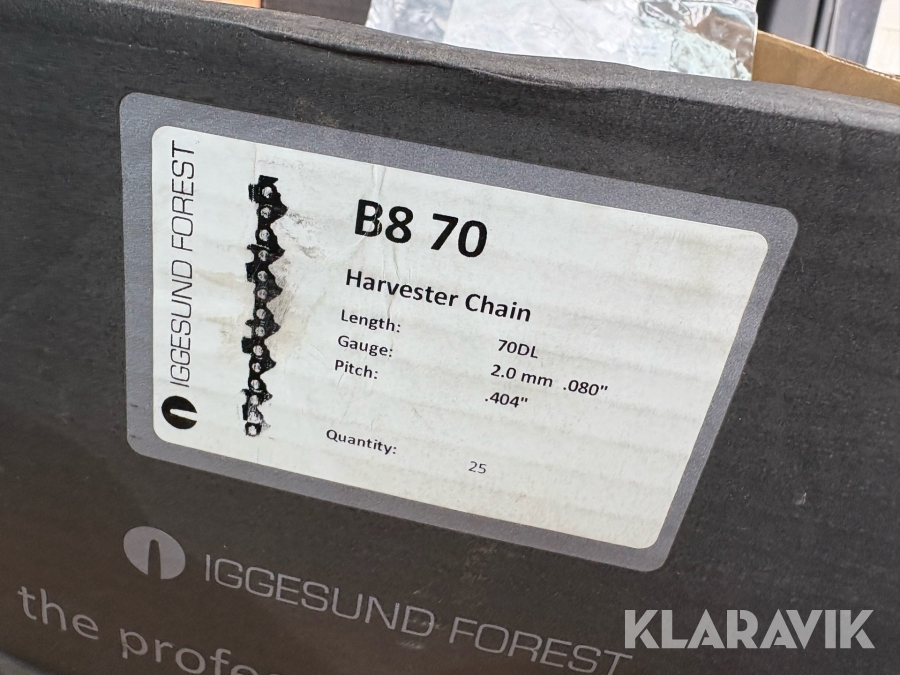 IGGESUND FOREST
B8 70
Harvester Chain
Length: 70DL
Gauge: 2.0 mm .080"
Pitch: .404"
Quantity: 25
IGGESUND FOREST
the profe
KLARAVIK